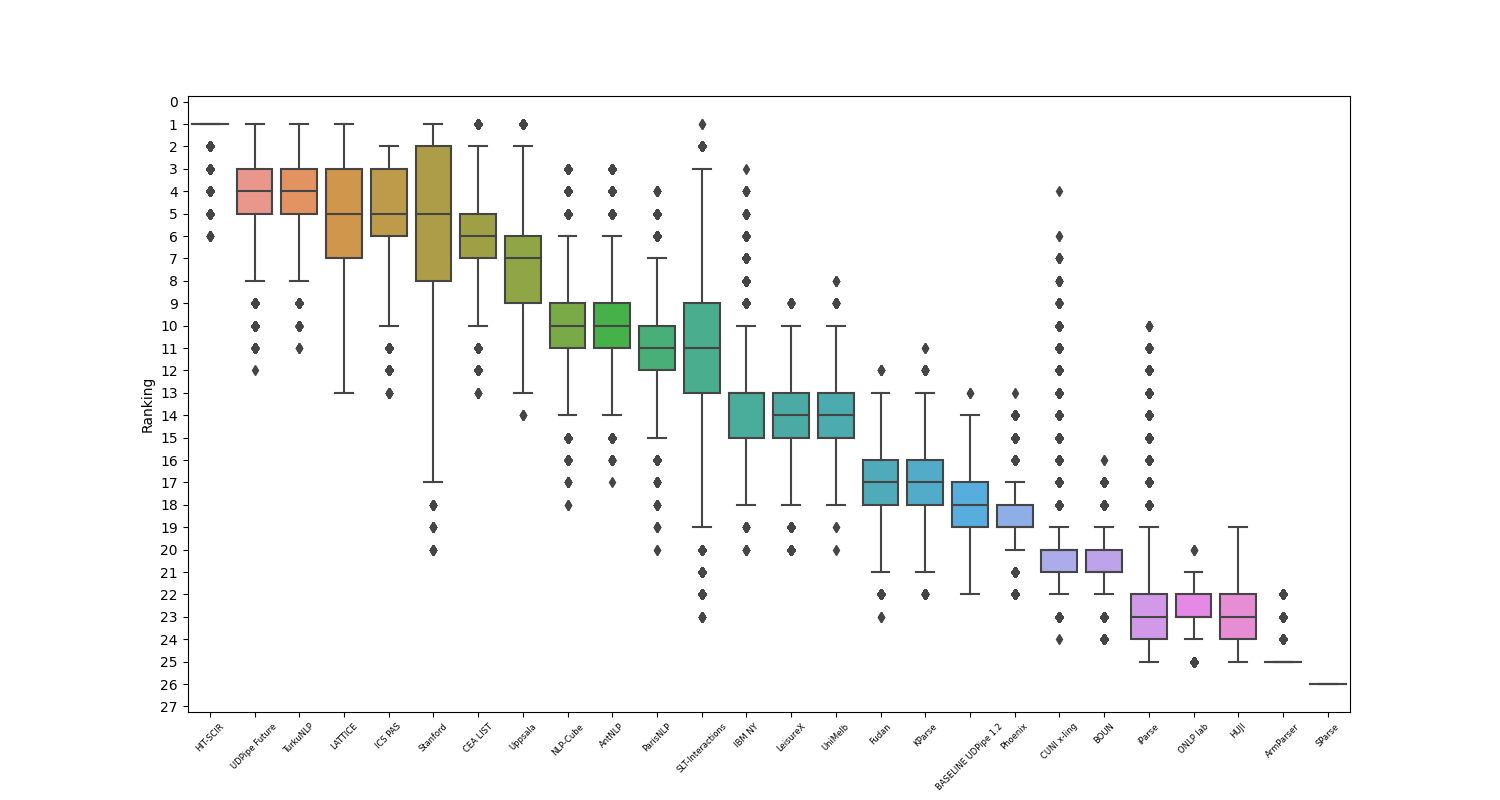 0
1
2
3
4
5
6
7
8
9
10
11
12
13
14
15
16
17
18
19
20
21
22
23
24
25
26
27
Ranking
HIT-SCIR
UDPipe Future
TurkuNLP
LATTICE
ICS PAS
Stanford
CEA LIST
Uppsala
NLP-Cube
AntNLP
ParisNLP
SLT-Interactions
IBM NY
LeisureX
UniMelb
Fudan
KParse
BASELINE UDPipe 1.2
Phoenix
CUNI x-ling
BOUN
iParse
ONLP lab
HUJI
ArmParser
SParse